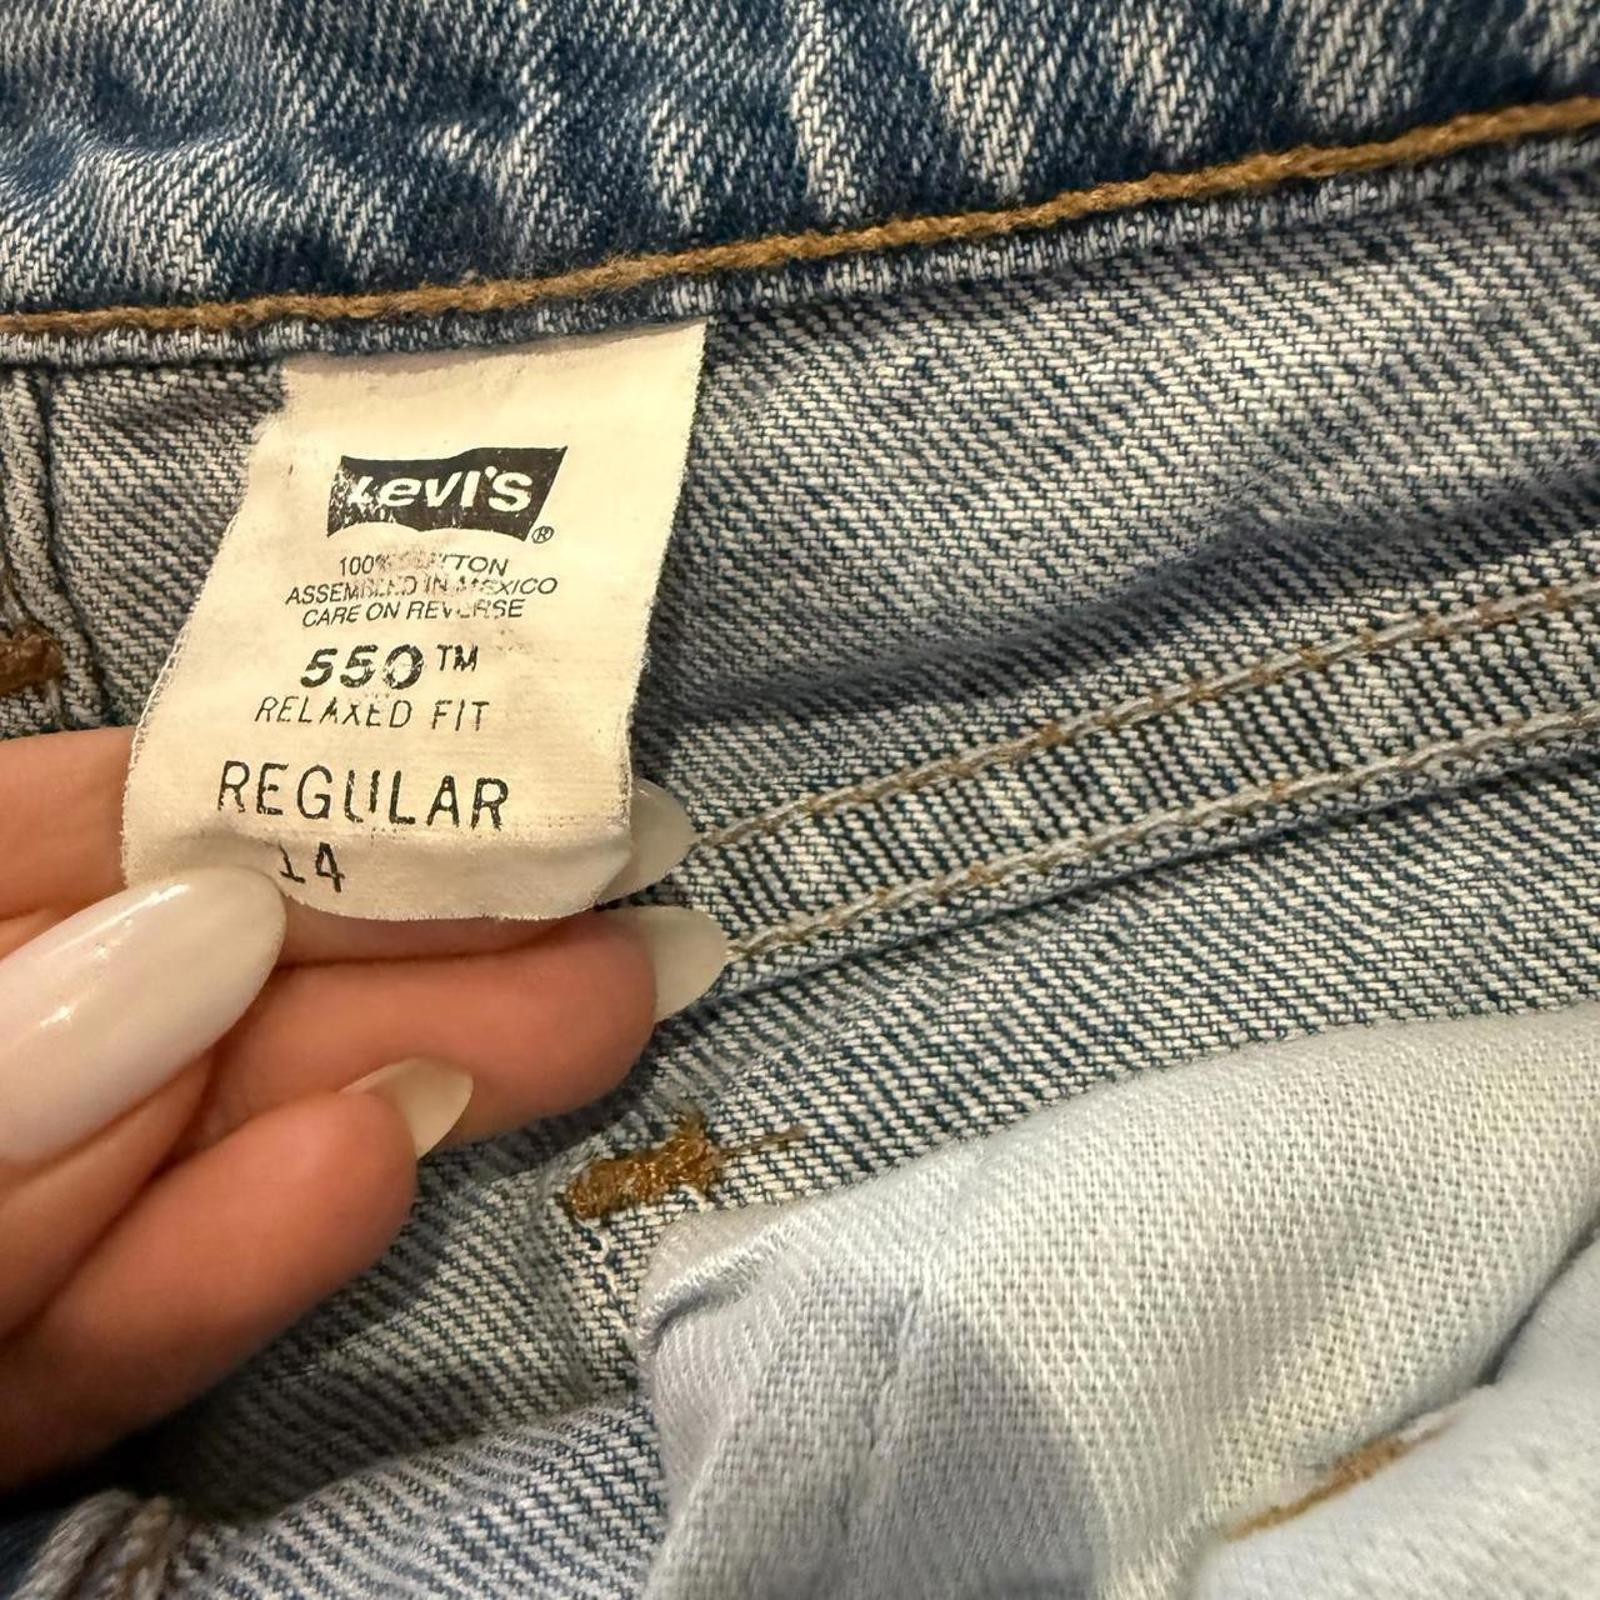 Levi's®
100% COTTON
ASSEMBLED IN MEXICO
CARE ON REVERSE
550™
RELAXED FIT
REGULAR
14